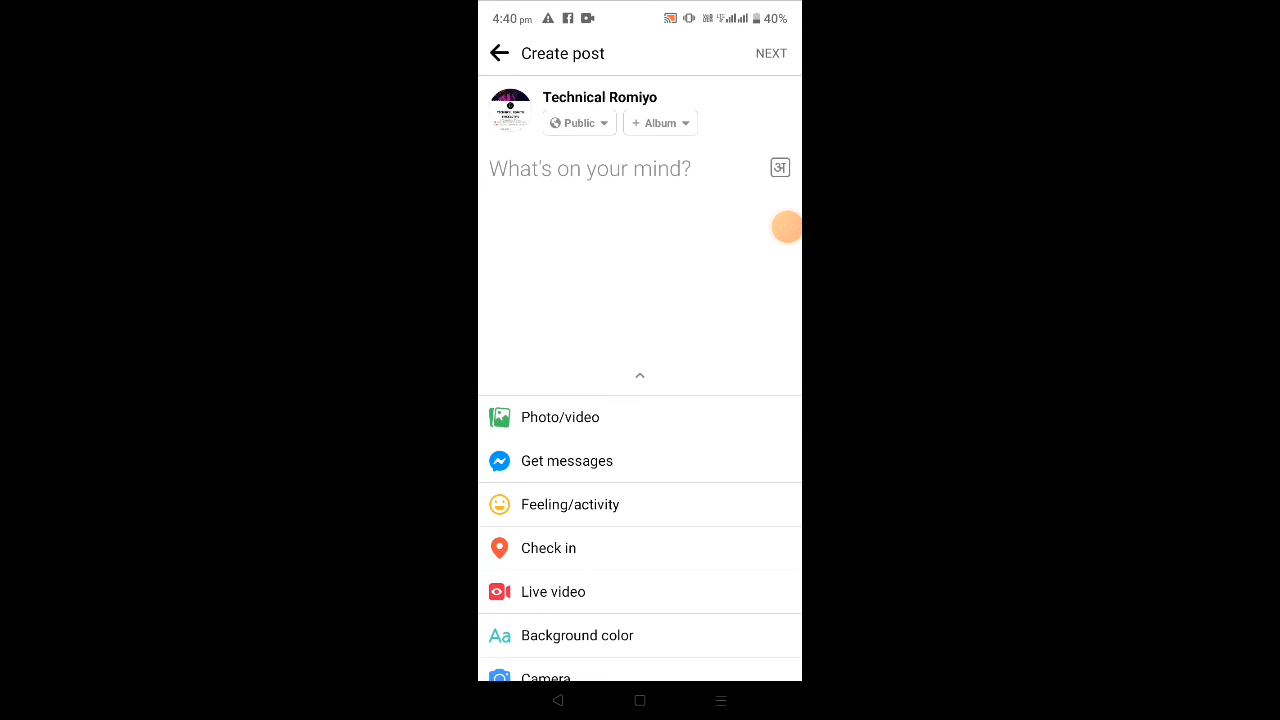 4:40 pm 40%
Create post NEXT
Technical Romiyo
Public + Album
What's on your mind?
अ
Photo/video
Get messages
Feeling/activity
Check in
Live video
Aa Background color
Camera